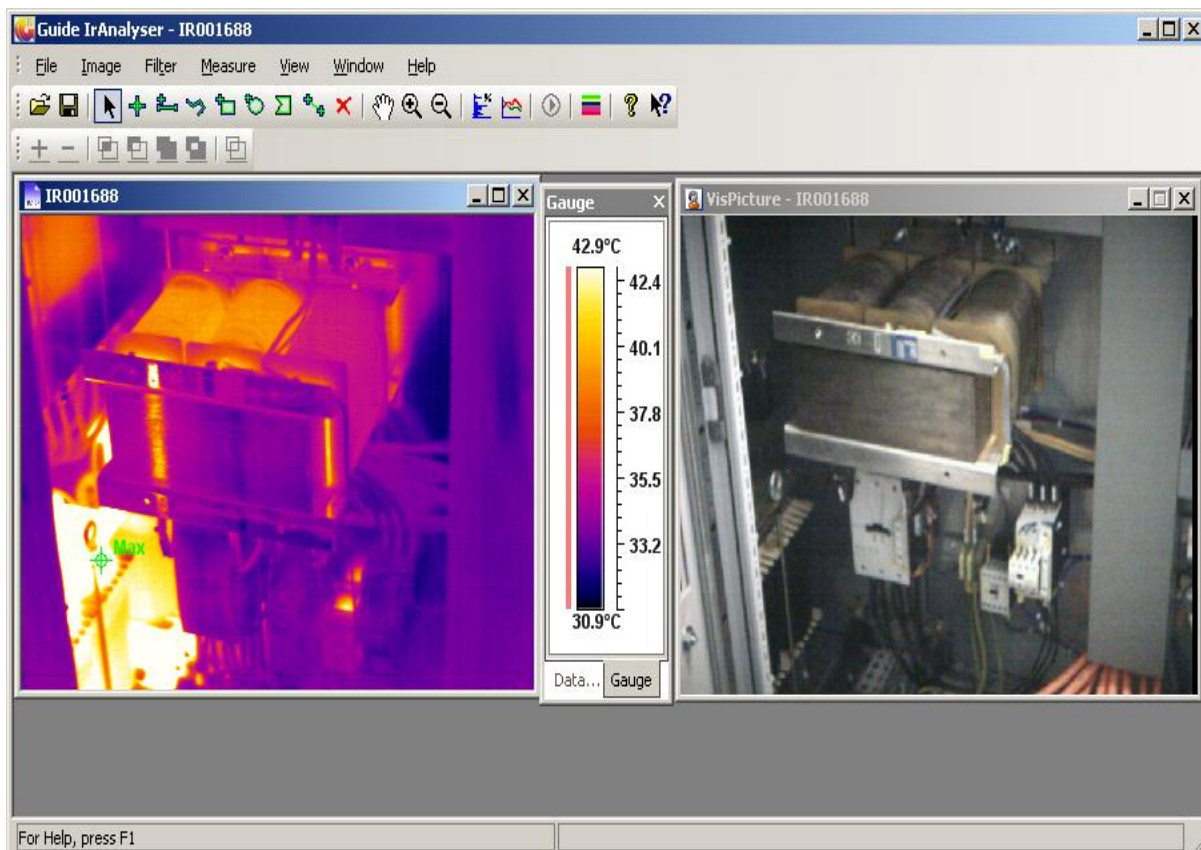 Guide IrAnalyser - IR001688
File Image Filter Measure View Window Help
IR001688
Max
Gauge
42.9°C
42.4
40.1
37.8
35.5
33.2
30.9°C
Data... Gauge
VisPicture - IR001688
For Help, press F1